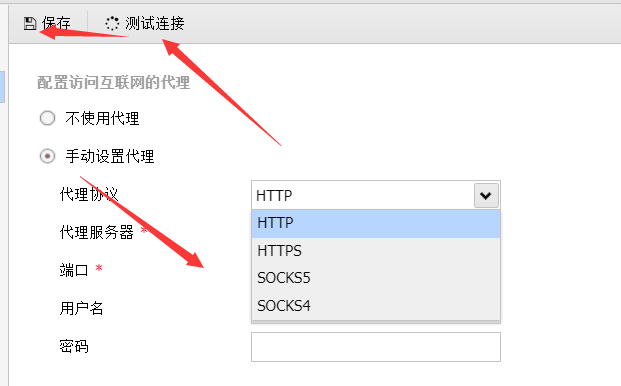 保存 测试连接
配置访问互联网的代理
不使用代理
手动设置代理
代理协议 HTTP
HTTP
代理服务器 *
HTTPS
端口 *
SOCKS5
用户名
SOCKS4
密码